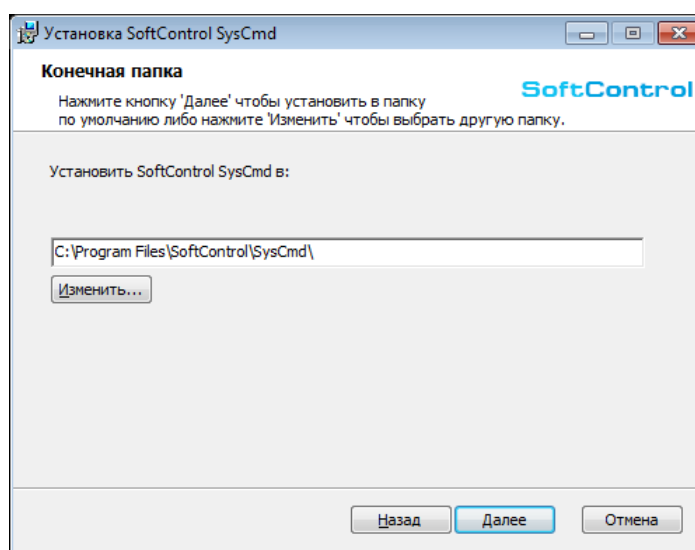 Установка SoftControl SysCmd
Конечная папка
SoftControl
Нажмите кнопку 'Далее' чтобы установить в папку
по умолчанию либо нажмите 'Изменить' чтобы выбрать другую папку.
Установить SoftControl SysCmd в:
C:\Program Files\SoftControl\SysCmd\
Изменить...
Назад
Далее
Отмена